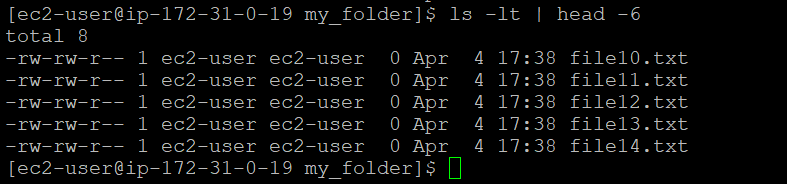 [ec2-user@ip-172-31-0-19 my_folder]$ ls -lt | head -6
total 8
-rw-rw-r-- 1 ec2-user ec2-user  0 Apr  4 17:38 file10.txt
-rw-rw-r-- 1 ec2-user ec2-user  0 Apr  4 17:38 file11.txt
-rw-rw-r-- 1 ec2-user ec2-user  0 Apr  4 17:38 file12.txt
-rw-rw-r-- 1 ec2-user ec2-user  0 Apr  4 17:38 file13.txt
-rw-rw-r-- 1 ec2-user ec2-user  0 Apr  4 17:38 file14.txt
[ec2-user@ip-172-31-0-19 my_folder]$